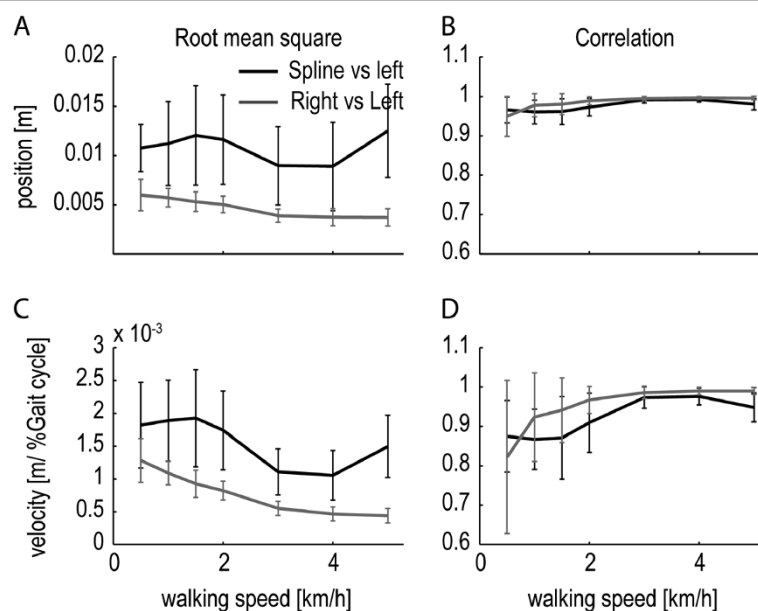 A
Root mean square
0.02
0.015
0.01
0.005
position [m]
Spline vs left
Right vs Left
B
Correlation
1.1
1
0.9
0.8
0.7
0.6
C
x 10-3
3
2.5
2
1.5
1
0.5
0
velocity [m/ %Gait cycle]
0 2 4
walking speed [km/h]
D
1.1
1
0.9
0.8
0.7
0.6
0 2 4
walking speed [km/h]